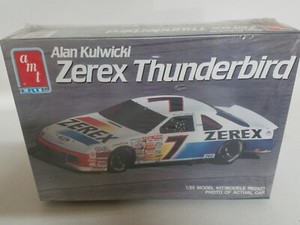 amt
ERTL
Alan Kulwicki
Zerex Thunderbird
ZEREX
7
ZEREX
1/25 MODEL KIT/MODELE REDUIT
PHOTO OF ACTUAL CAR